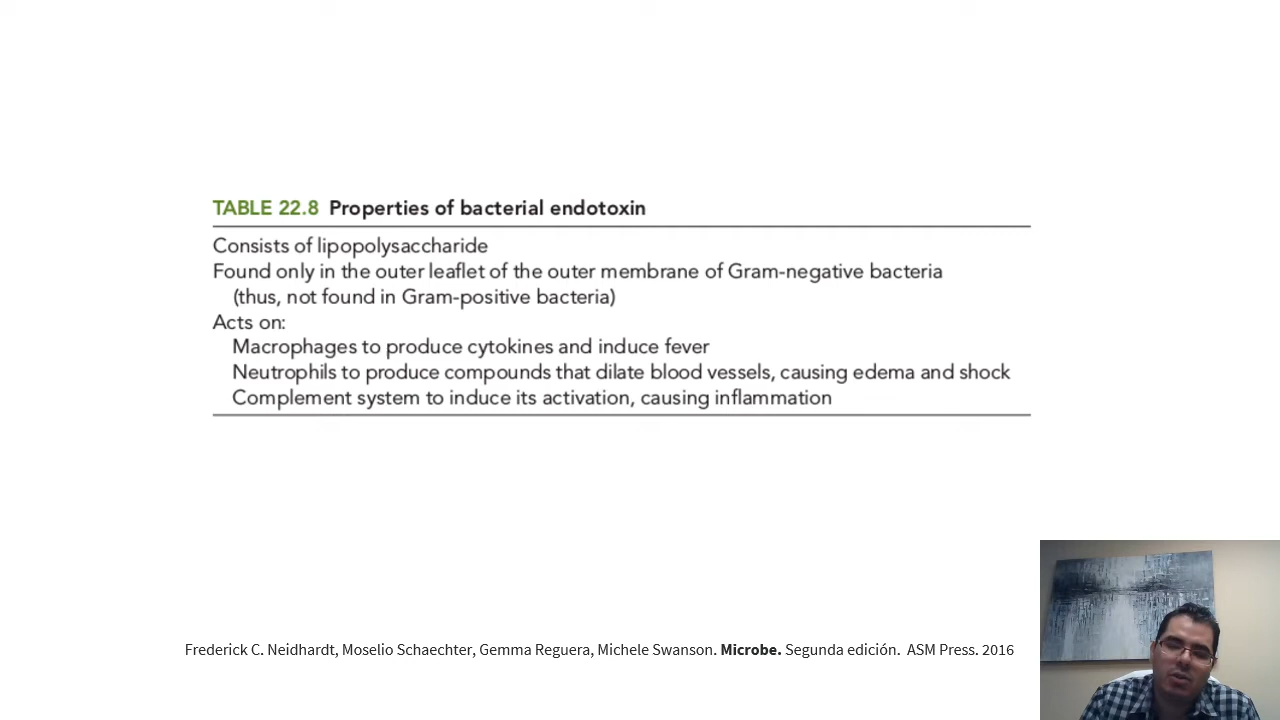 TABLE 22.8 Properties of bacterial endotoxin
Consists of lipopolysaccharide
Found only in the outer leaflet of the outer membrane of Gram-negative bacteria
(thus, not found in Gram-positive bacteria)
Acts on:
Macrophages to produce cytokines and induce fever
Neutrophils to produce compounds that dilate blood vessels, causing edema and shock
Complement system to induce its activation, causing inflammation
Frederick C. Neidhardt, Moselio Schaechter, Gemma Reguera, Michele Swanson. Microbe. Segunda edición. ASM Press. 2016